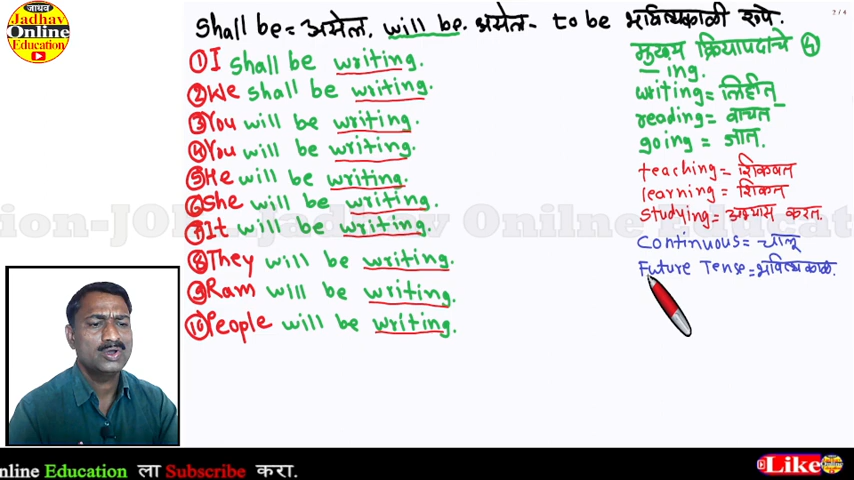 जाधव
Jadhav
Online
Education
Shall be = असेल. will be. असेल - to be भविष्यकाळी रूपे.
2 / 4
① I shall be writing.
② We shall be writing.
③ You will be writing.
④ You will be writing.
⑤ He will be writing.
⑥ She will be writing.
⑦ It will be writing.
⑧ They will be writing.
⑨ Ram will be writing.
⑩ People will be writing.
मुख्य क्रियापदाचे ④
— ing.
writing = लिहीत
reading = वाचत
going = जात.
teaching = शिकवत
learning = शिकत
studying = अभ्यास करत.
Continuous = चालू
Future Tense = भविष्यकाळ.
nline Education ला Subscribe करा.
Like